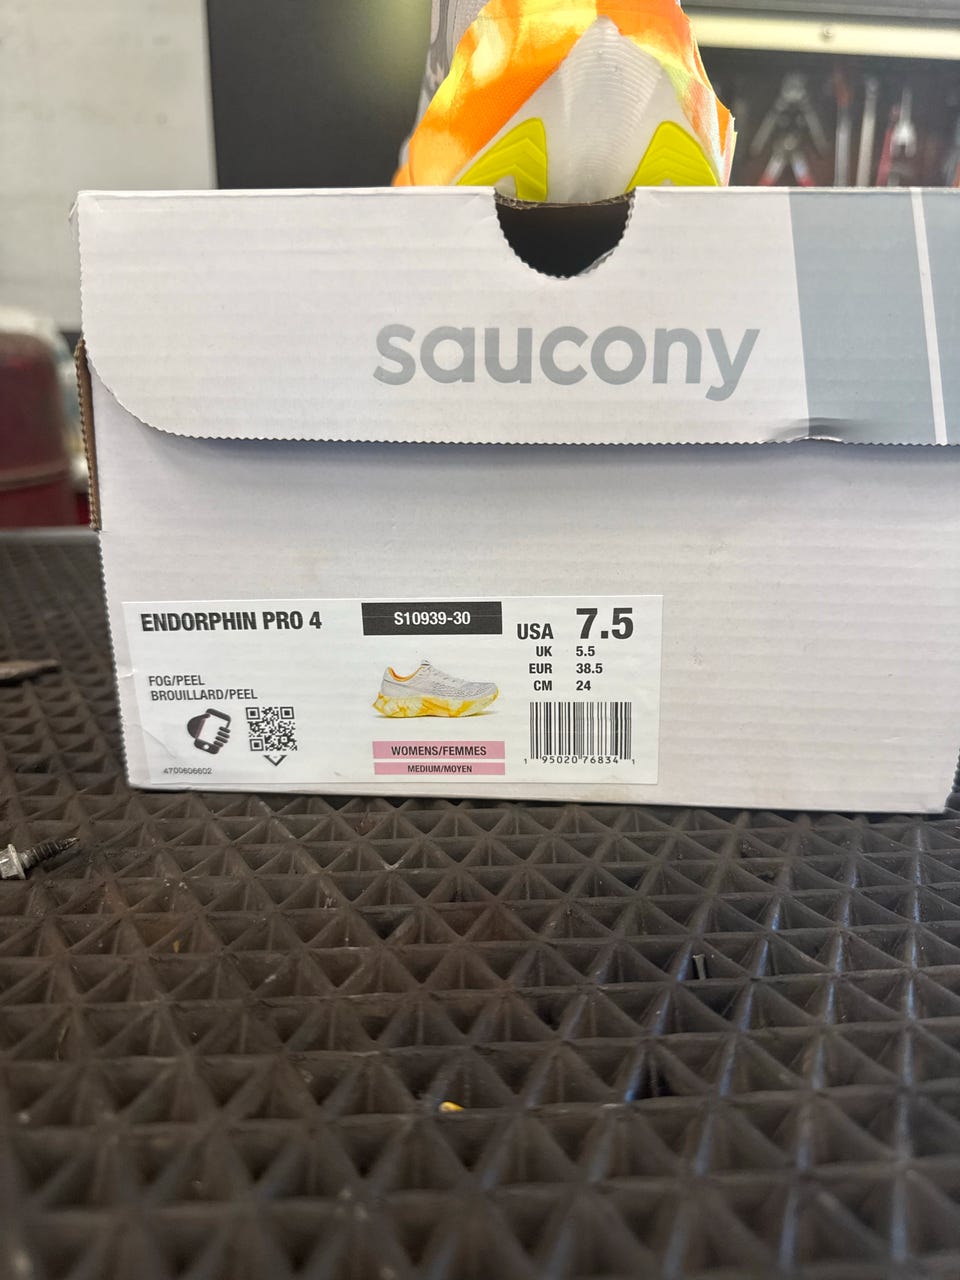 saucony
ENDORPHIN PRO 4
S10939-30
USA 7.5
UK 5.5
EUR 38.5
CM 24
FOG/PEEL
BROUILLARD/PEEL
WOMENS/FEMMES
MEDIUM/MOYEN
4700606602
1 95020 76834 1